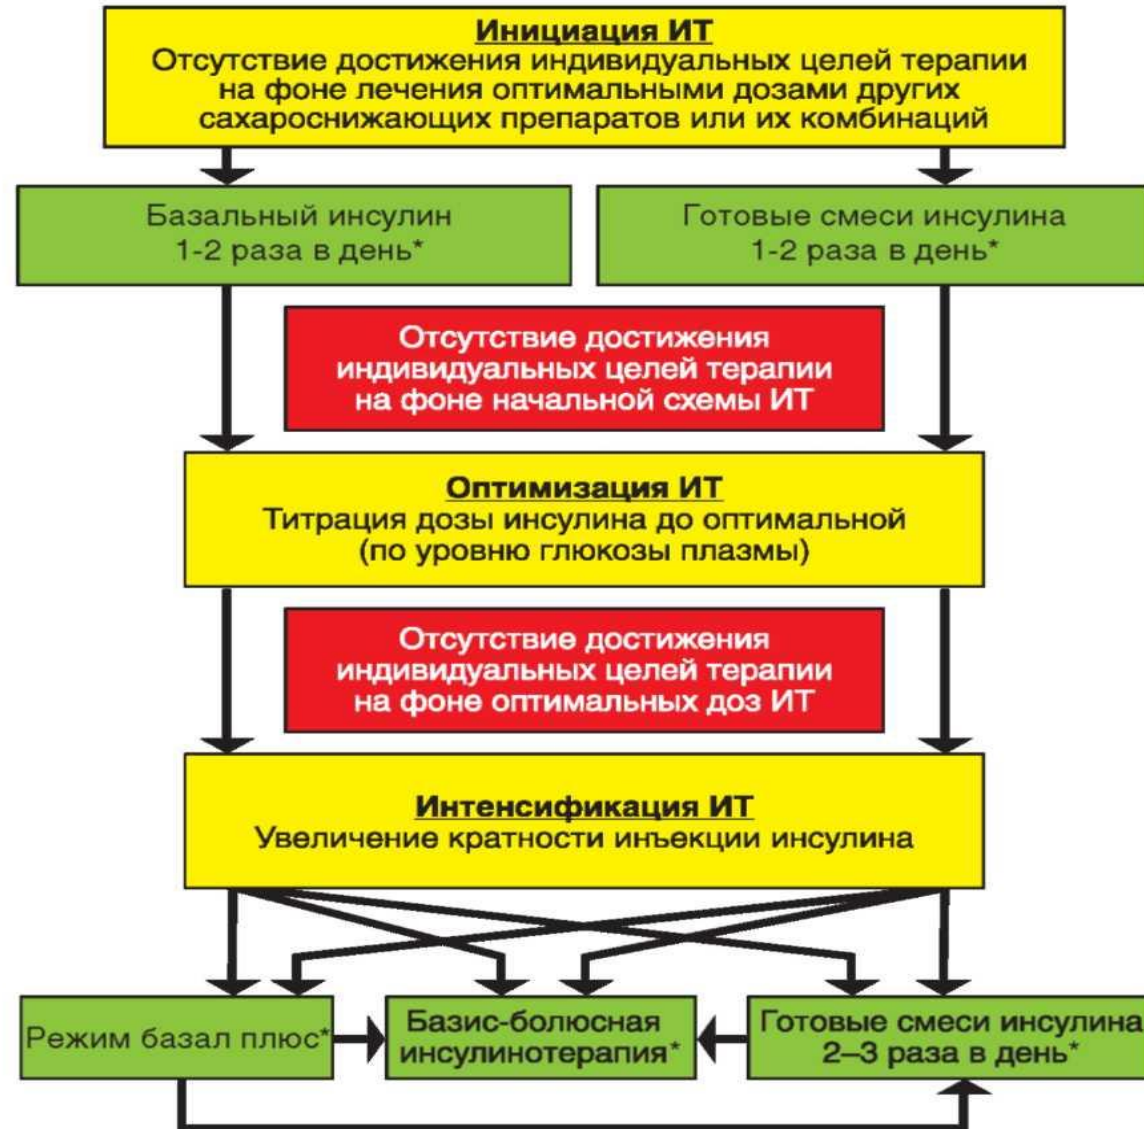 Инициация ИТ
Отсутствие достижения индивидуальных целей терапии
на фоне лечения оптимальными дозами других
сахароснижающих препаратов или их комбинаций
Базальный инсулин
1-2 раза в день*
Готовые смеси инсулина
1-2 раза в день*
Отсутствие достижения
индивидуальных целей терапии
на фоне начальной схемы ИТ
Оптимизация ИТ
Титрация дозы инсулина до оптимальной
(по уровню глюкозы плазмы)
Отсутствие достижения
индивидуальных целей терапии
на фоне оптимальных доз ИТ
Интенсификация ИТ
Увеличение кратности инъекции инсулина
Режим базал плюс*
Базис-болюсная
инсулинотерапия*
Готовые смеси инсулина
2–3 раза в день*